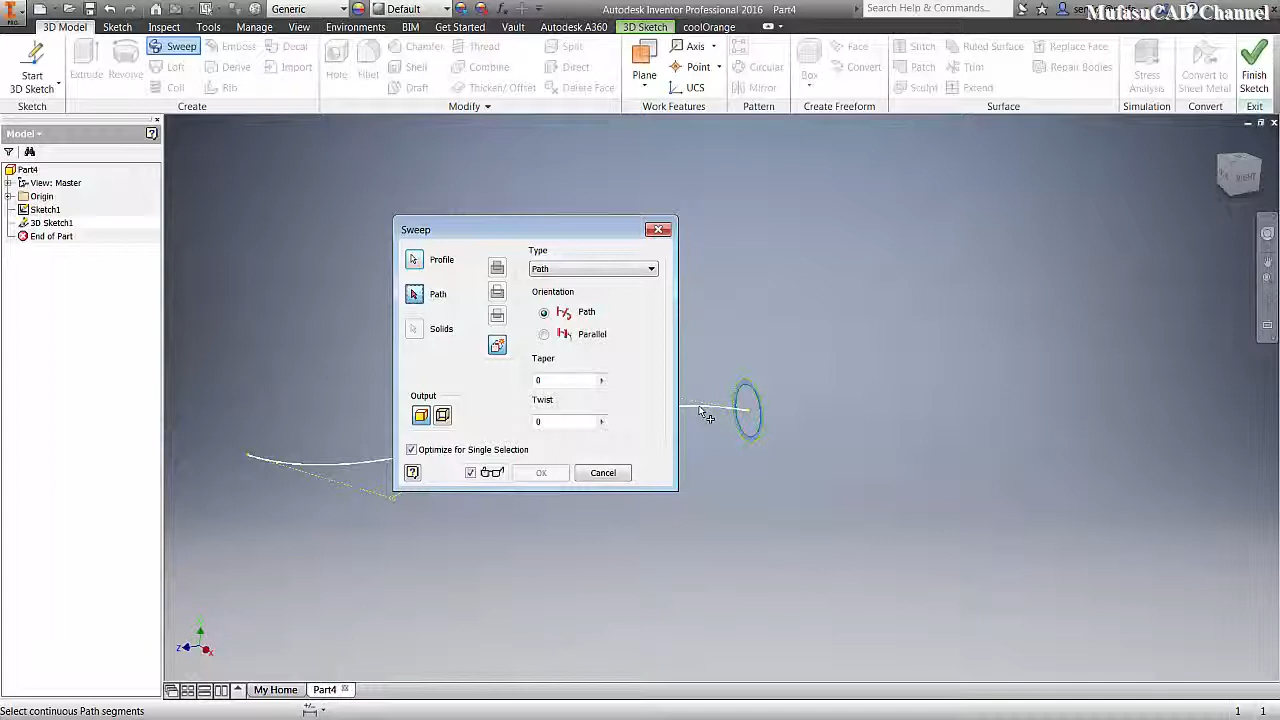 Generic
Default
Autodesk Inventor Professional 2016 Part4
Search Help & Commands...
MufasuCAD Channel
3D Model Sketch Inspect Tools Manage View Environments BIM Get Started Vault Autodesk A360 3D Sketch coolOrange
Start
3D Sketch
Sketch
Extrude
Revolve
Sweep
Loft
Coil
Emboss
Derive
Rib
Decal
Import
Create
Hole
Fillet
Chamfer
Shell
Draft
Thread
Combine
Thicken/Offset
Split
Direct
Delete Face
Modify
Plane
Axis
Point
UCS
Work Features
Circular
Mirror
Pattern
Box
Face
Convert
Create Freeform
Stitch
Patch
Sculpt
Ruled Surface
Trim
Extend
Replace Face
Repair Bodies
Surface
Stress
Analysis
Simulation
Convert to
Sheet Metal
Convert
Finish
Sketch
Exit
Model
Part4
View: Master
Origin
Sketch1
3D Sketch1
End of Part
RIGHT
Sweep
Profile
Path
Solids
Type
Path
Orientation
Path
Parallel
Taper
0
Twist
0
Output
Optimize for Single Selection
OK
Cancel
Z
X
My Home
Part4
Select continuous Path segments
1 1